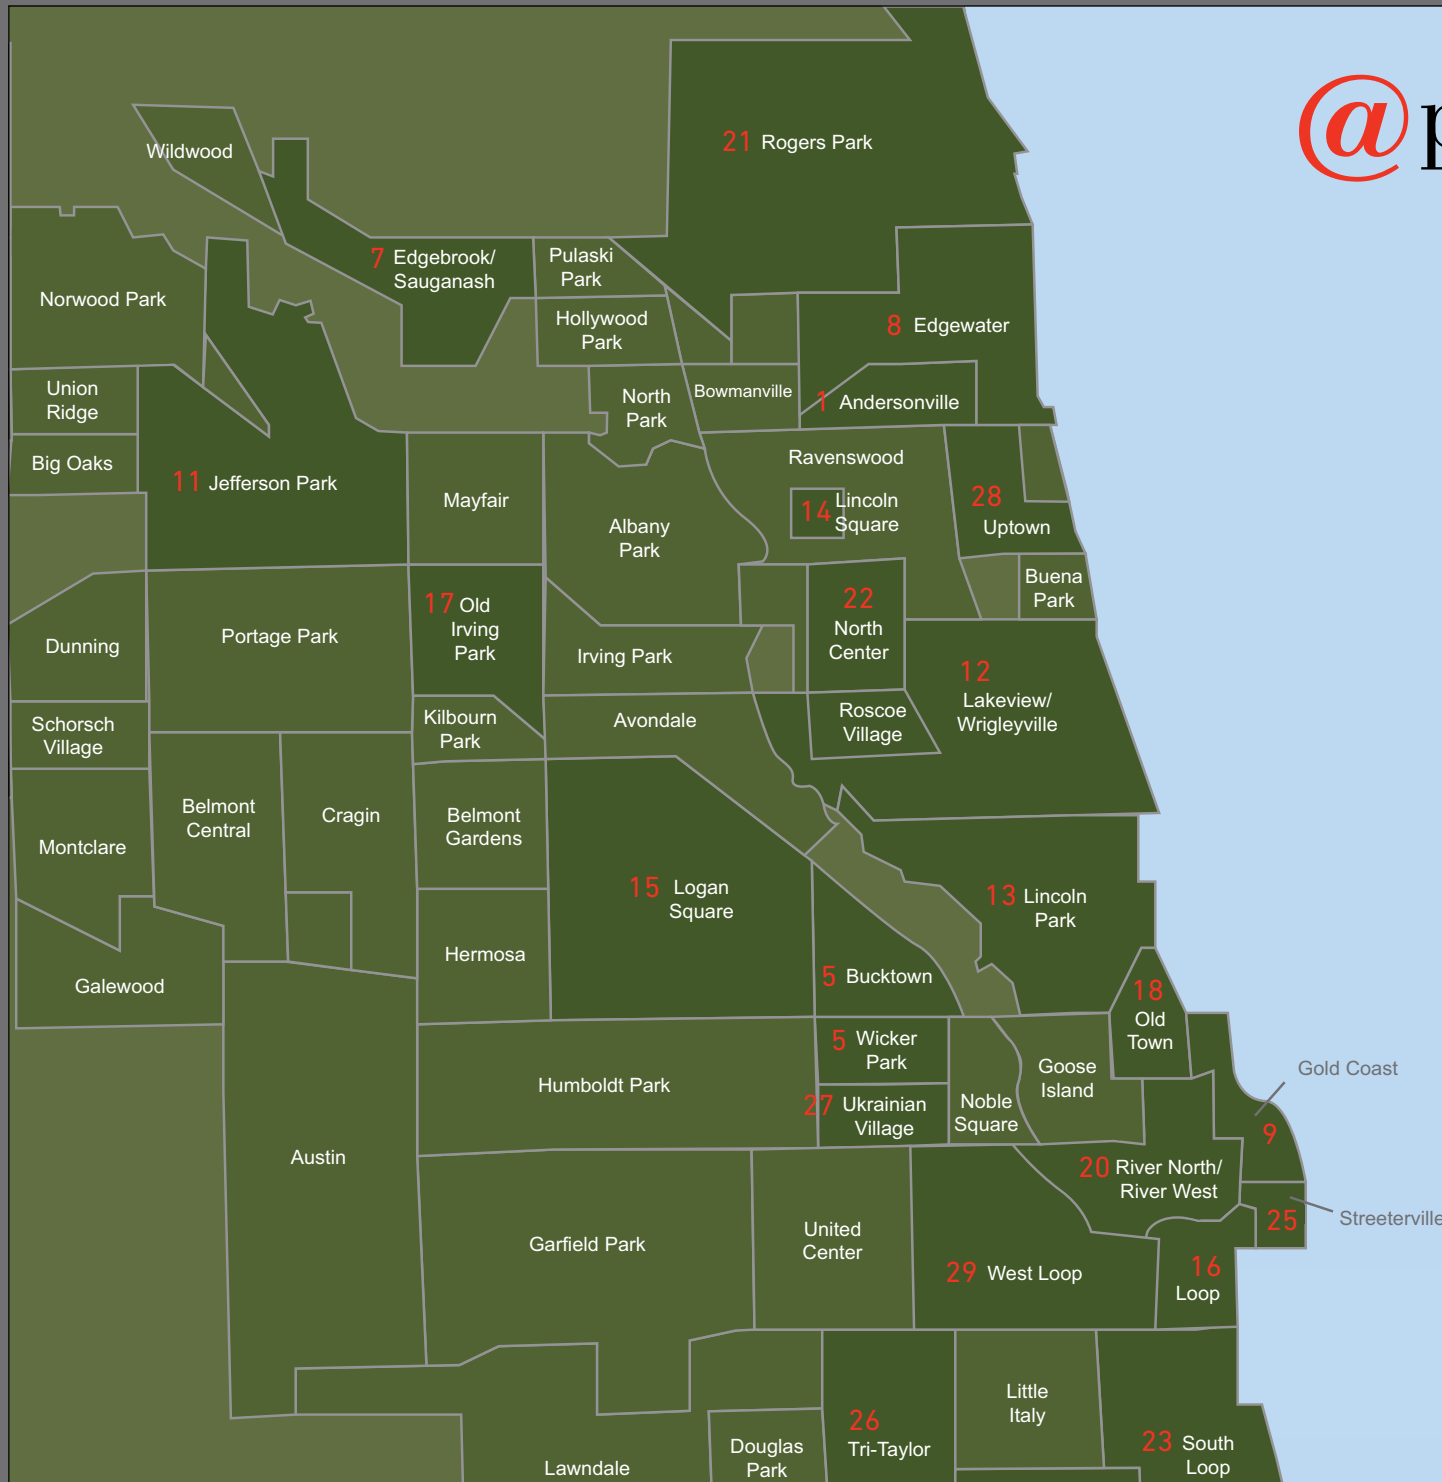 @p
Wildwood
21 Rogers Park
7 Edgebrook/
Sauganash
Pulaski
Park
Norwood Park
Hollywood
Park
8 Edgewater
Union
Ridge
North
Park
Bowmanville
1 Andersonville
Big Oaks
11 Jefferson Park
Mayfair
Albany
Park
Ravenswood
14 Lincoln
Square
28
Uptown
Buena
Park
Dunning
Portage Park
17 Old
Irving
Park
Irving Park
22
North
Center
12
Lakeview/
Wrigleyville
Schorsch
Village
Kilbourn
Park
Avondale
Roscoe
Village
Montclare
Belmont
Central
Cragin
Belmont
Gardens
15 Logan
Square
13 Lincoln
Park
Galewood
Hermosa
5 Bucktown
18
Old
Town
5 Wicker
Park
Goose
Island
Gold Coast
9
Humboldt Park
27 Ukrainian
Village
Noble
Square
Austin
20 River North/
River West
25
Streeterville
Garfield Park
United
Center
29 West Loop
16
Loop
Little
Italy
26
Tri-Taylor
23 South
Loop
Douglas
Park
Lawndale